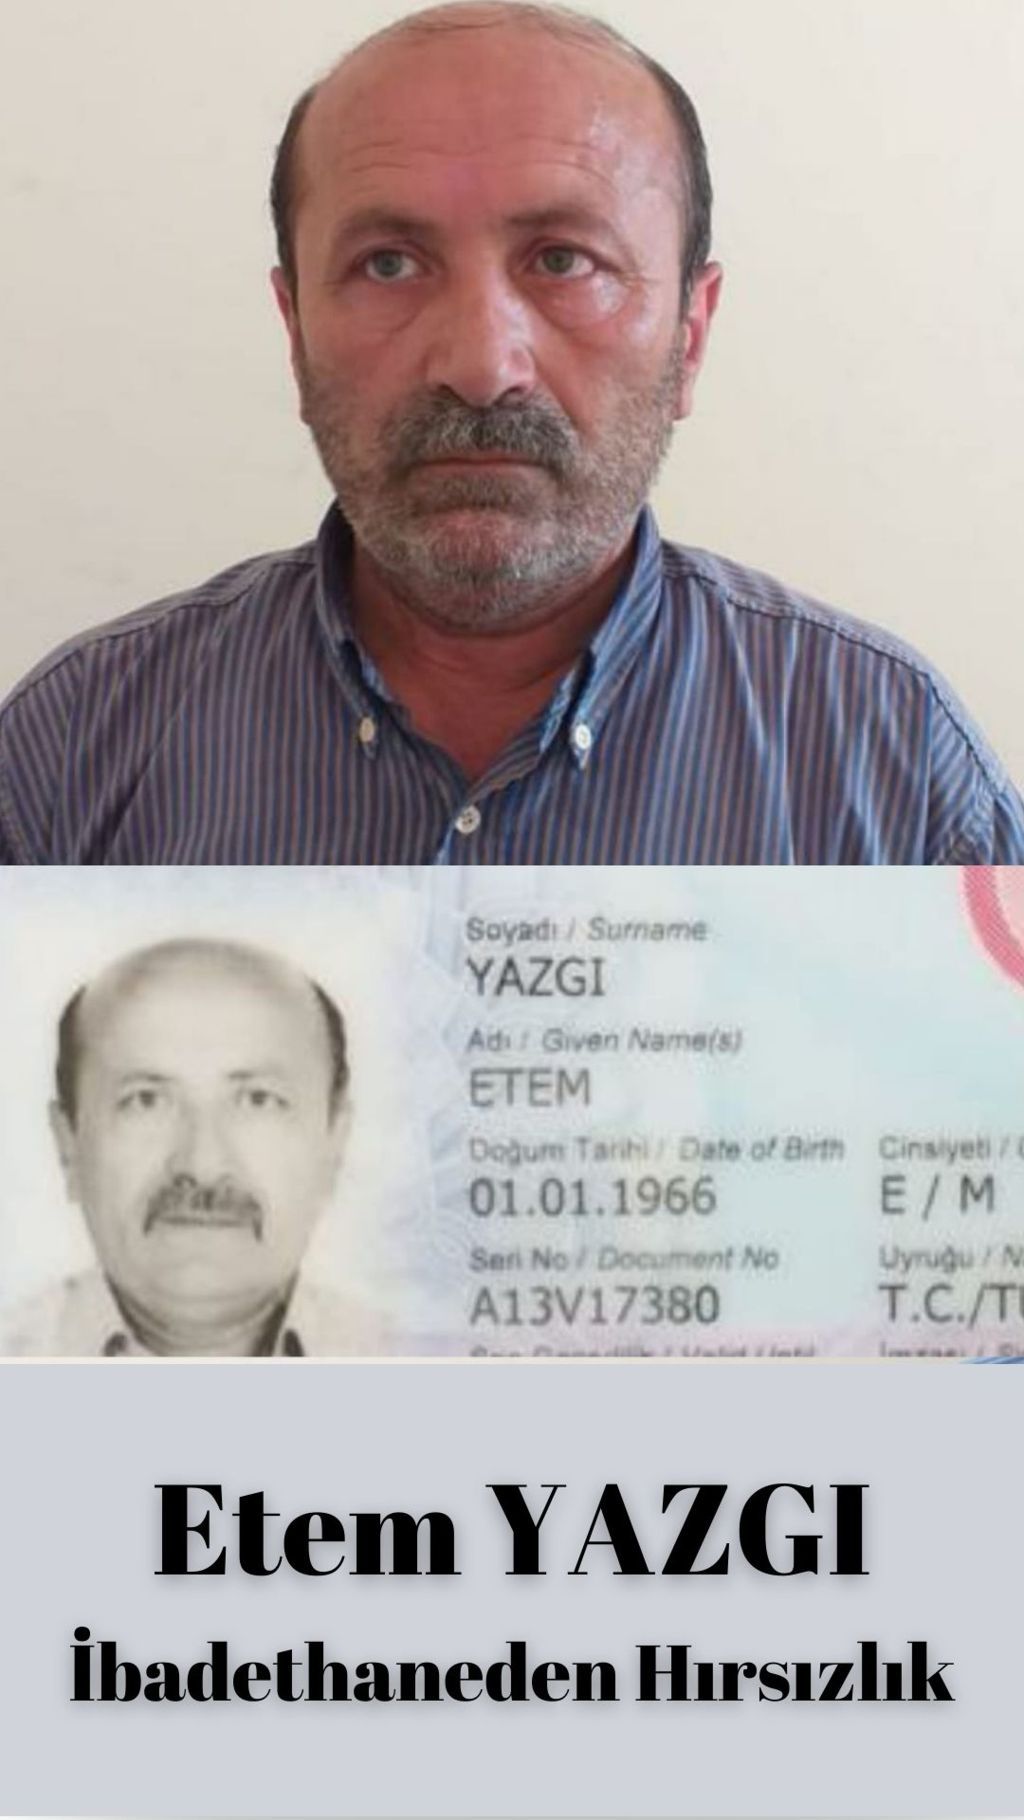 Soyadı / Surname
YAZGI
Adı / Given Name(s)
ETEM
Doğum Tarihi / Date of Birth Cinsiyeti /
01.01.1966 E / M
Seri No / Document No Uyruğu /
A13V17380 T.C./
Etem YAZGI
İbadethaneden Hırsızlık